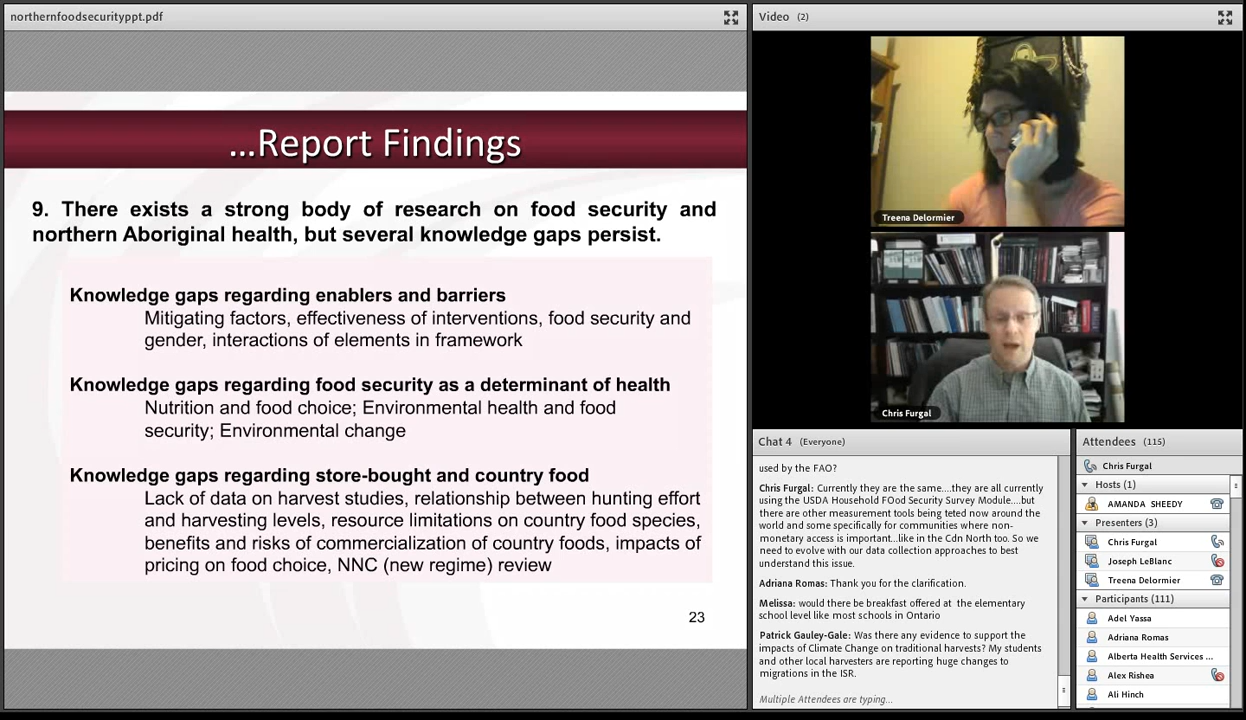 northernfoodsecurityppt.pdf
...Report Findings
9. There exists a strong body of research on food security and
northern Aboriginal health, but several knowledge gaps persist.
Knowledge gaps regarding enablers and barriers
Mitigating factors, effectiveness of interventions, food security and
gender, interactions of elements in framework
Knowledge gaps regarding food security as a determinant of health
Nutrition and food choice; Environmental health and food
security; Environmental change
Knowledge gaps regarding store-bought and country food
Lack of data on harvest studies, relationship between hunting effort
and harvesting levels, resource limitations on country food species,
benefits and risks of commercialization of country foods, impacts of
pricing on food choice, NNC (new regime) review
23
Video (2)
Treena Delormier
Chris Furgal
Chat 4 (Everyone)
used by the FAO?
Chris Furgal: Currently they are the same....they are all currently
using the USDA Household FOod Security Survey Module....but
there are other measurement tools being teted now around the
world and some specifically for communities where non-
monetary access is important...like in the Cdn North too. So we
need to evolve with our data collection approaches to best
understand this issue.
Adriana Romas: Thank you for the clarification.
Melissa: would there be breakfast offered at the elementary
school level like most schools in Ontario
Patrick Gauley-Gale: Was there any evidence to support the
impacts of Climate Change on traditional harvests? My students
and other local harvesters are reporting huge changes to
migrations in the ISR.
Multiple Attendees are typing...
Attendees (115)
Chris Furgal
Hosts (1)
AMANDA SHEEDY
Presenters (3)
Chris Furgal
Joseph LeBlanc
Treena Delormier
Participants (111)
Adel Yassa
Adriana Romas
Alberta Health Services ...
Alex Rishea
Ali Hinch